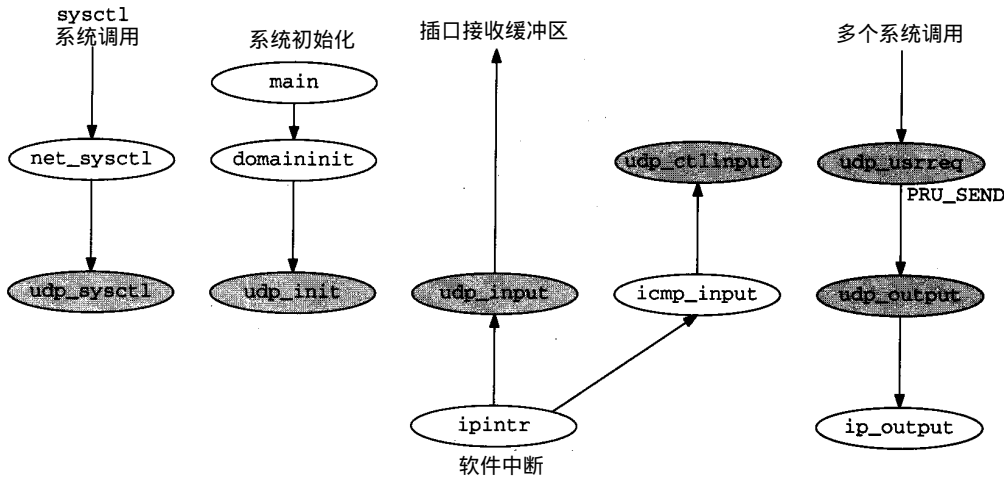 sysctl
系统调用
系统初始化
插口接收缓冲区
多个系统调用
main
net_sysctl
domaininit
udp_ctlinput
udp_usrreq
PRU_SEND
udp_sysctl
udp_init
udp_input
icmp_input
udp_output
ipintr
ip_output
软件中断